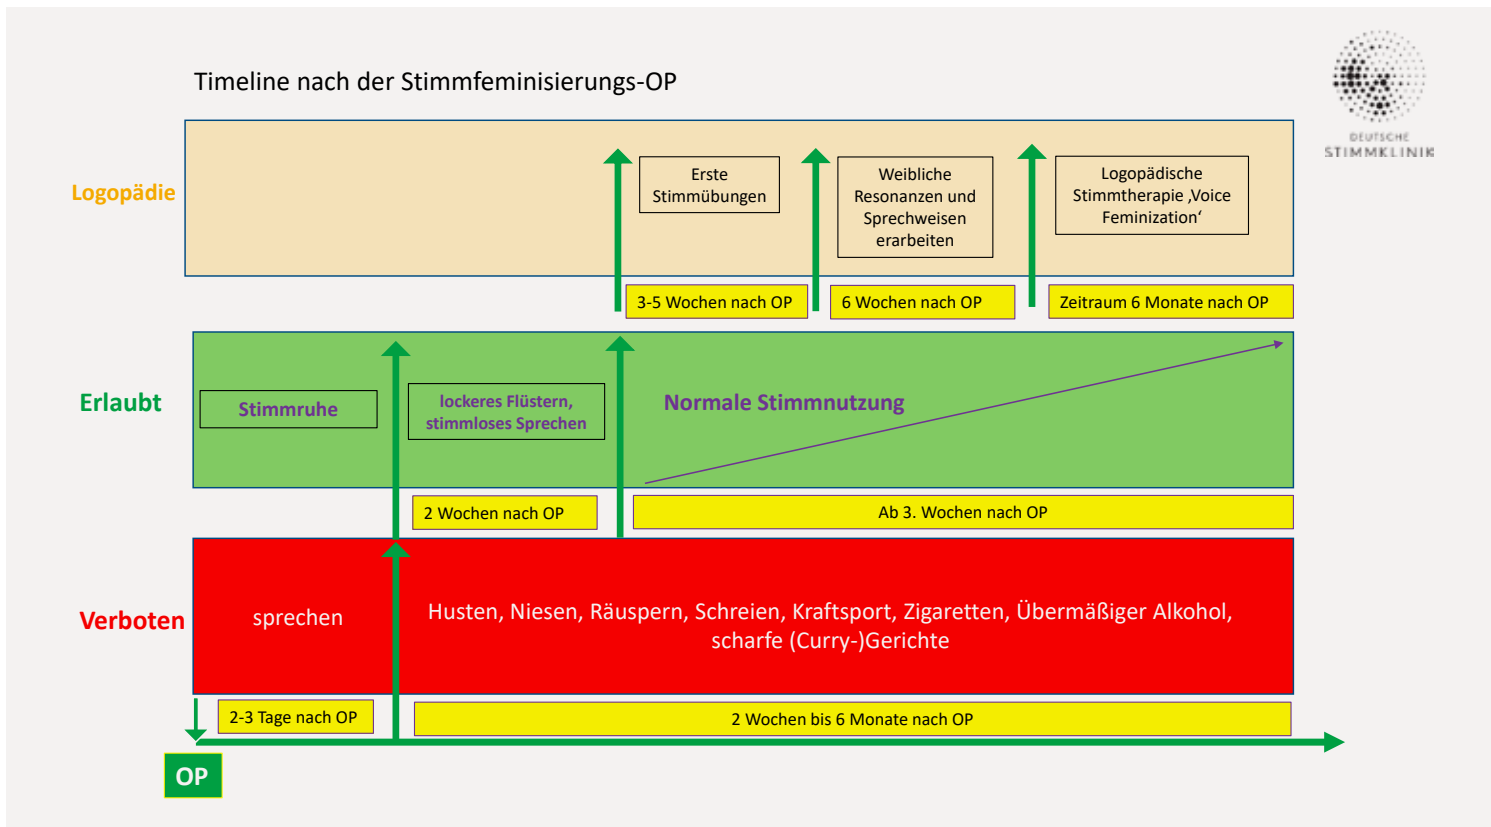 Timeline nach der Stimmfeminisierungs-OP
DEUTSCHE
STIMMKLINIK
Logopädie
Erste
Stimmübungen
Weibliche
Resonanzen und
Sprechweisen
erarbeiten
Logopädische
Stimmtherapie ‚Voice
Feminization‘
3-5 Wochen nach OP
6 Wochen nach OP
Zeitraum 6 Monate nach OP
Erlaubt
Stimmruhe
lockeres Flüstern,
stimmloses Sprechen
Normale Stimmnutzung
2 Wochen nach OP
Ab 3. Wochen nach OP
Verboten
sprechen
Husten, Niesen, Räuspern, Schreien, Kraftsport, Zigaretten, Übermäßiger Alkohol,
scharfe (Curry-)Gerichte
2-3 Tage nach OP
2 Wochen bis 6 Monate nach OP
OP